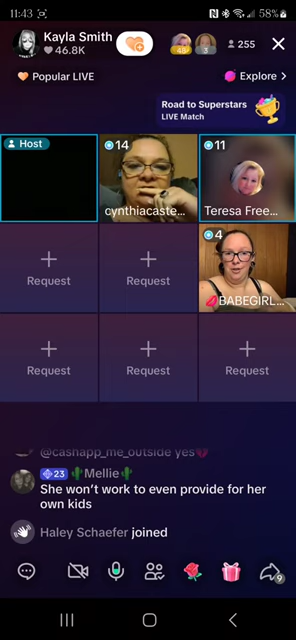 11:43
58%
Kayla Smith
46.8K
40
3
255
Popular LIVE
Explore >
Road to Superstars
LIVE Match
Host
14
cynthiacaste...
11
Teresa Free...
Request
Request
4
BABEGIRL...
Request
Request
Request
@cashapp_me_outside yes
23 Mellie
She won't work to even provide for her
own kids
Haley Schaefer joined
9